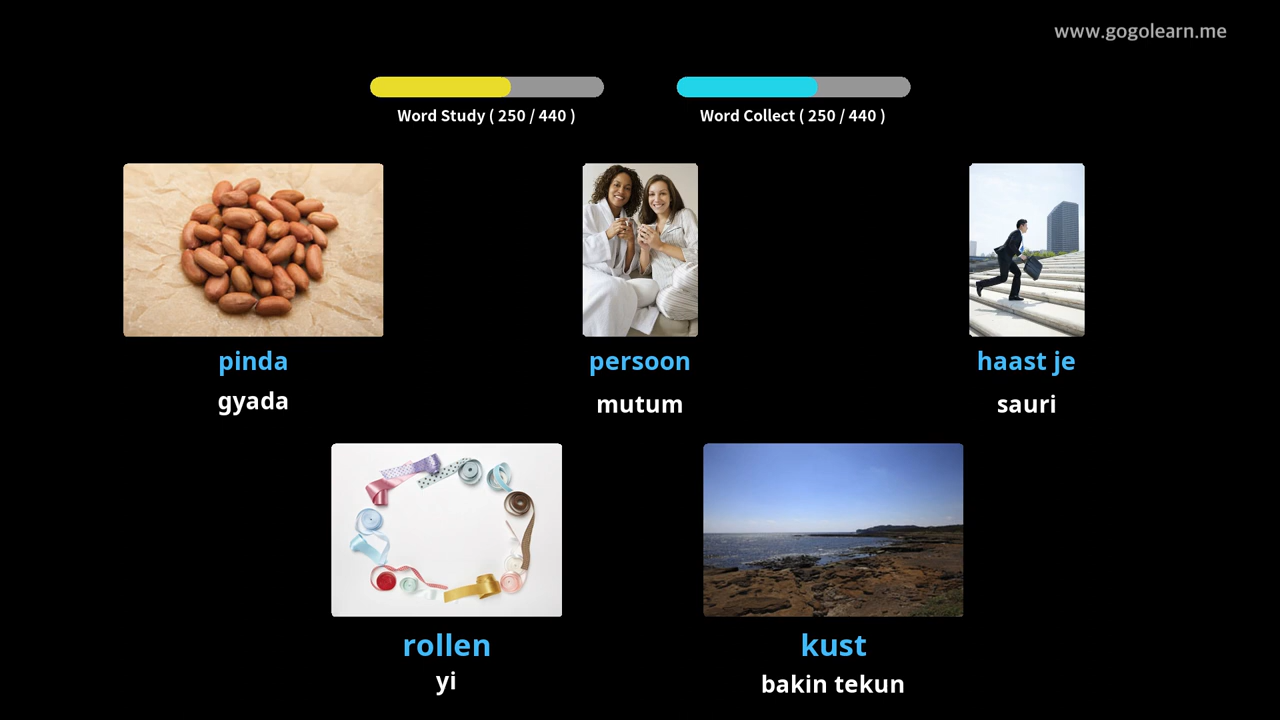 www.gogolearn.me
Word Study ( 250 / 440 )
Word Collect ( 250 / 440 )
pinda
gyada
persoon
mutum
haast je
sauri
rollen
yi
kust
bakin tekun